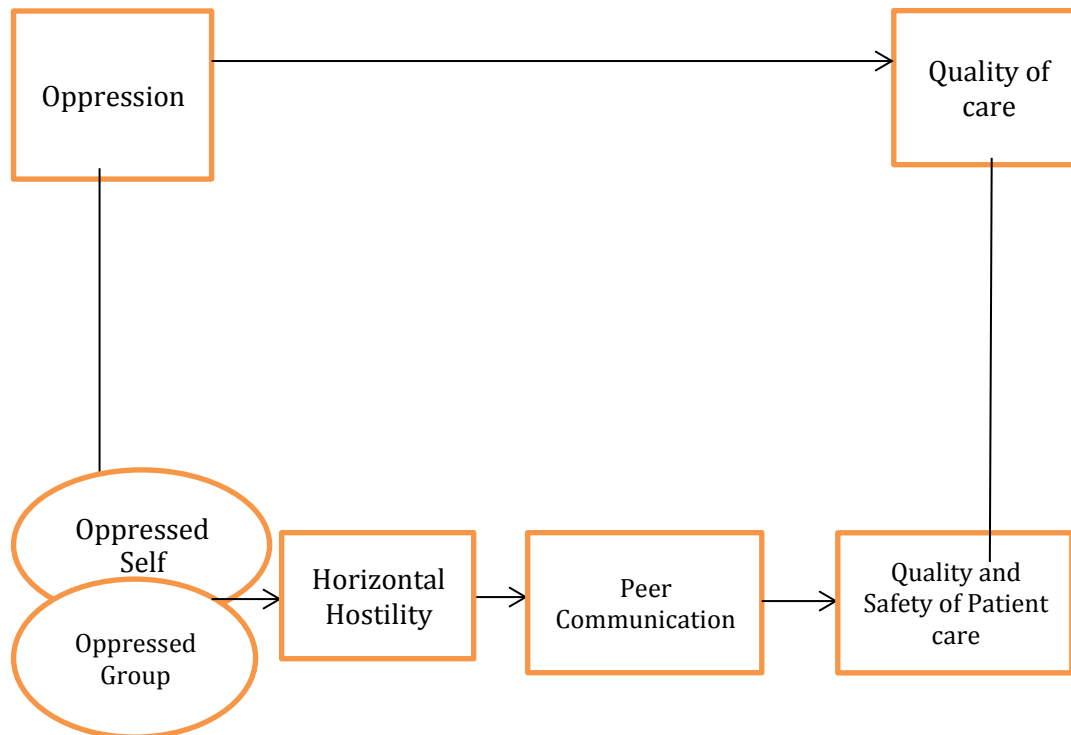 Oppression
Quality of
care
Oppressed
Self
Oppressed
Group
Horizontal
Hostility
Peer
Communication
Quality and
Safety of Patient
care